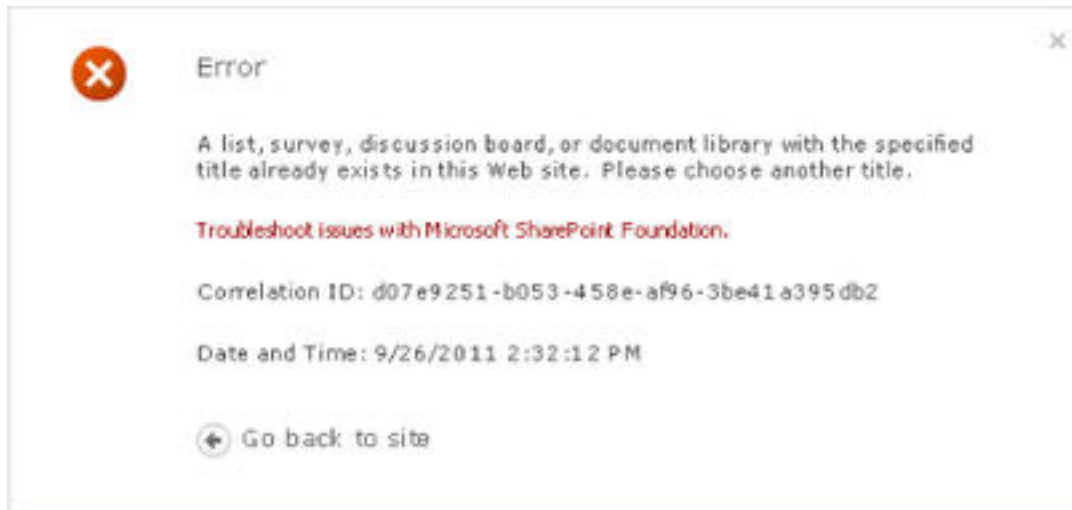 Error
A list, survey, discussion board, or document library with the specified
title already exists in this Web site. Please choose another title.
Troubleshoot issues with Microsoft SharePoint Foundation.
Correlation ID: d07e9251-b053-458e-af96-3be41a395db2
Date and Time: 9/26/2011 2:32:12 PM
Go back to site